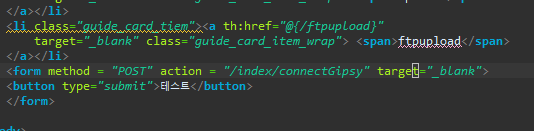 </a></li>
<li class="guide_card_tiem"><a th:href="@{/ftpupload}"
target="_blank" class="guide_card_item_wrap"> <span>ftpupload</span>
</a></li>
<form method = "POST" action = "/index/connectGipsy" target="_blank">
<button type="submit">테스트</button>
</form>